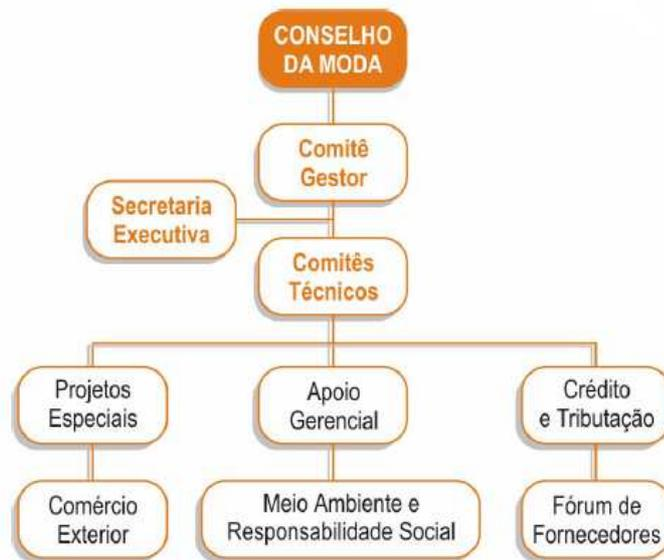 CONSELHO
DA MODA
Comitê
Gestor
Secretaria
Executiva
Comitês
Técnicos
Projetos
Especiais
Apoio
Gerencial
Crédito
e Tributação
Comércio
Exterior
Meio Ambiente e
Responsabilidade Social
Fórum de
Fornecedores